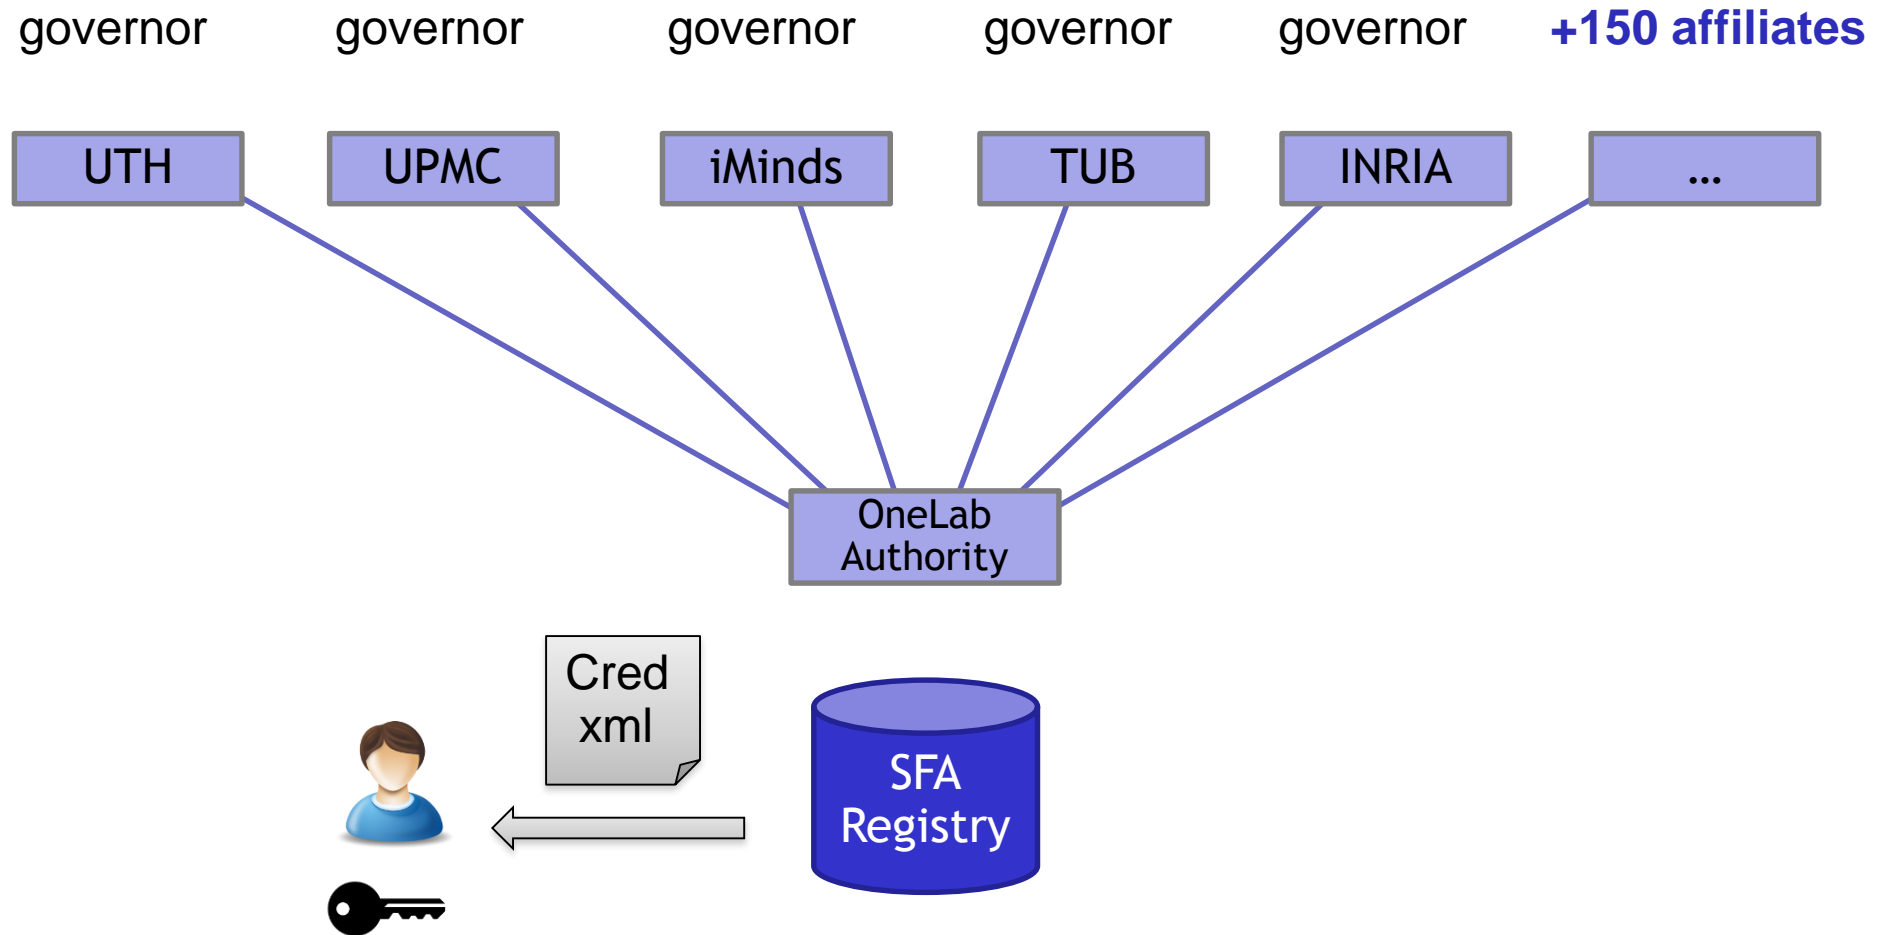 governor governor governor governor governor +150 affiliates
UTH UPMC iMinds TUB INRIA ...
OneLab
Authority
Cred
xml
SFA
Registry